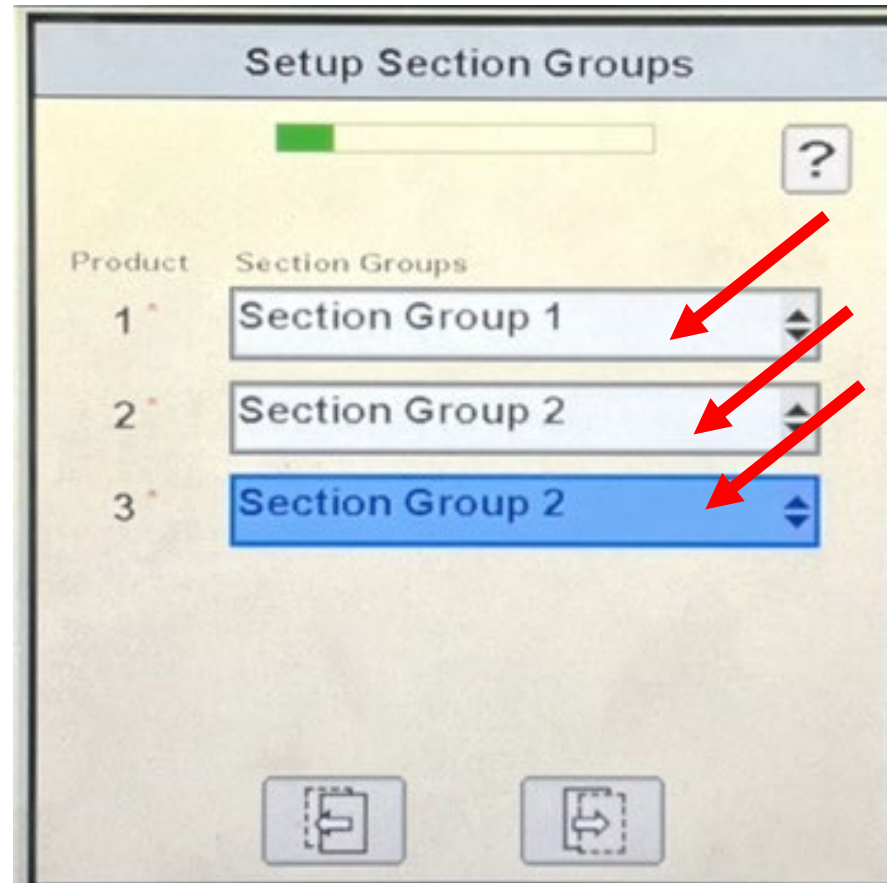 Setup Section Groups
?
Product Section Groups
1 * Section Group 1
2 * Section Group 2
3 * Section Group 2